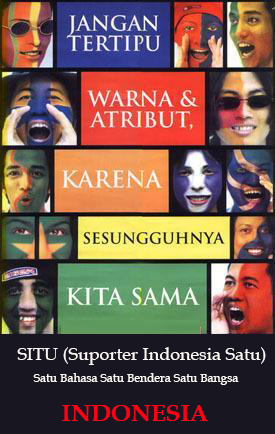 JANGAN
TERTIPU
WARNA &
ATRIBUT,
KARENA
SESUNGGUHNYA
KITA SAMA
SITU (Suporter Indonesia Satu)
Satu Bahasa Satu Bendera Satu Bangsa
INDONESIA